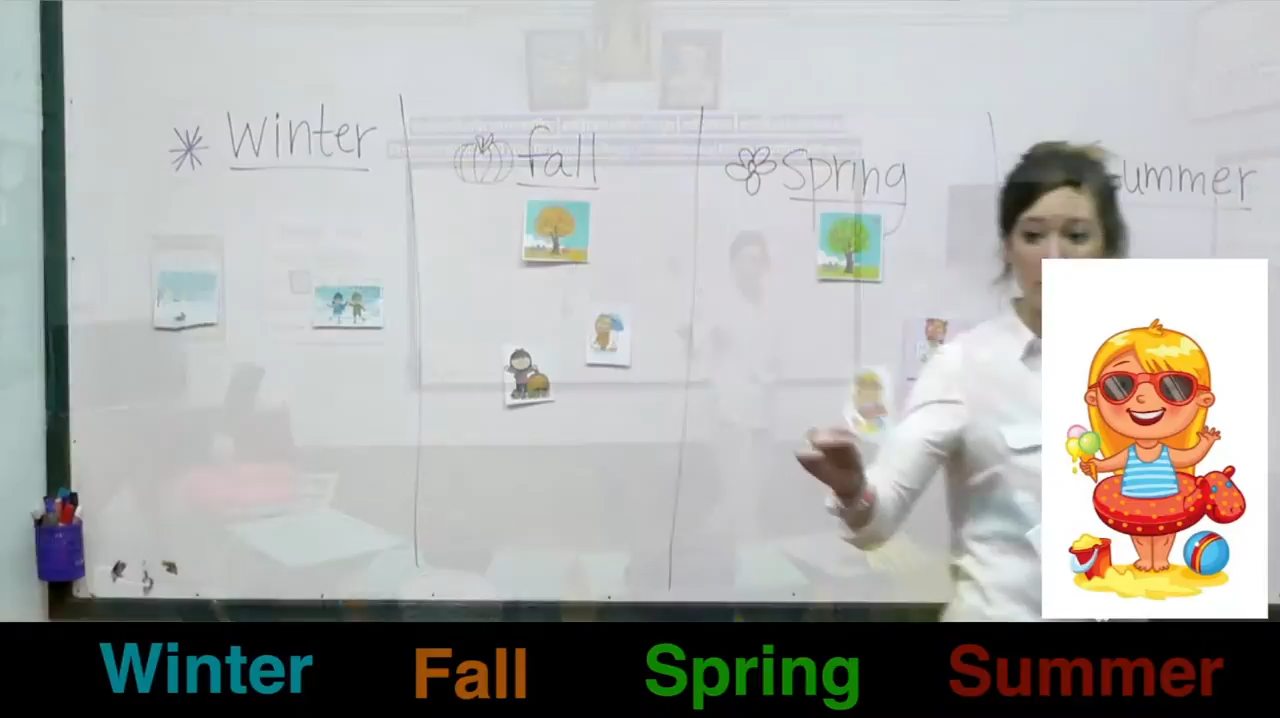 Winter
fall
Spring
ummer
Winter Fall Spring Summer